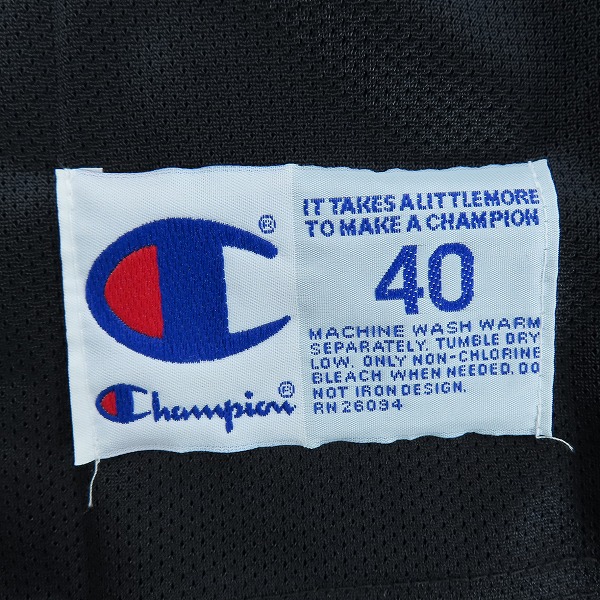 ®
Champion®
IT TAKES A LITTLE MORE
TO MAKE A CHAMPION
40
MACHINE WASH WARM
SEPARATELY. TUMBLE DRY
LOW. ONLY NON-CHLORINE
BLEACH WHEN NEEDED. DO
NOT IRON DESIGN.
RN 26094